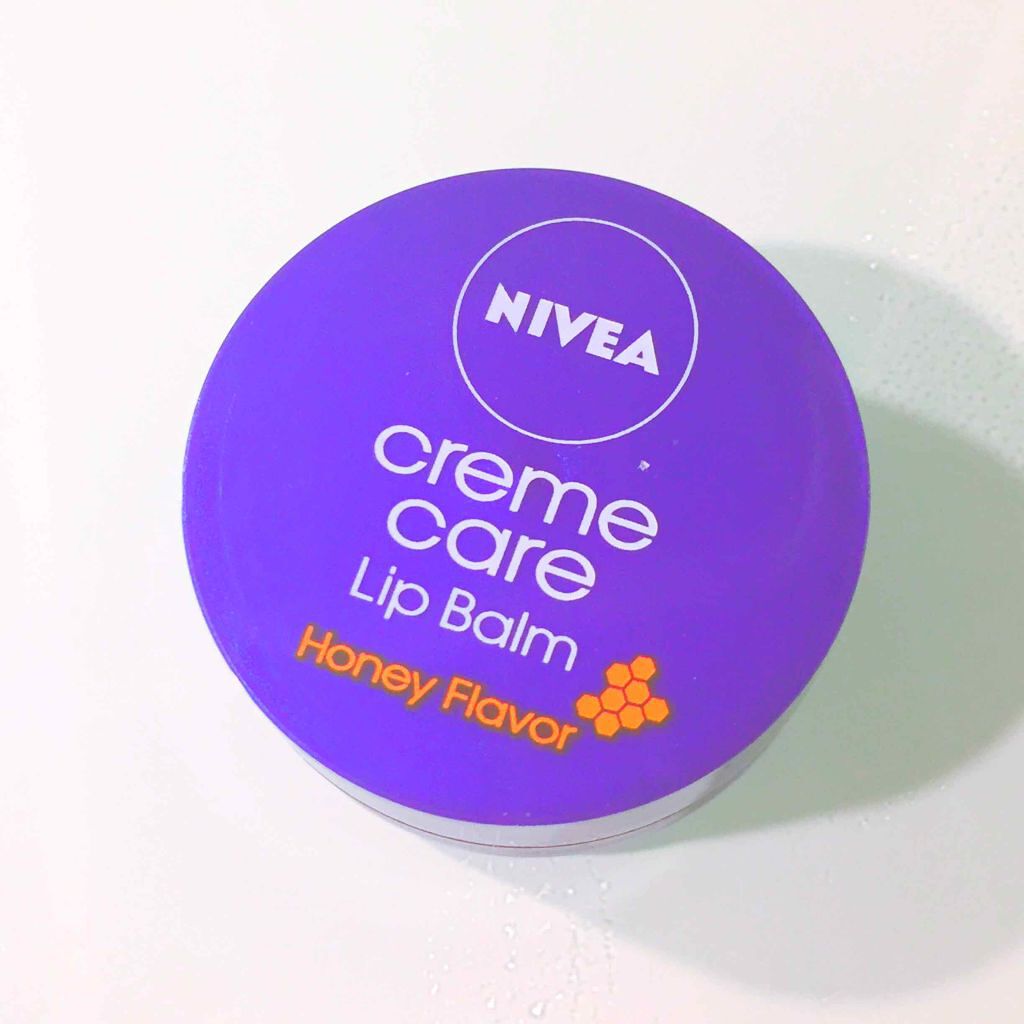 NIVEA
creme
care
Lip Balm
Honey Flavor